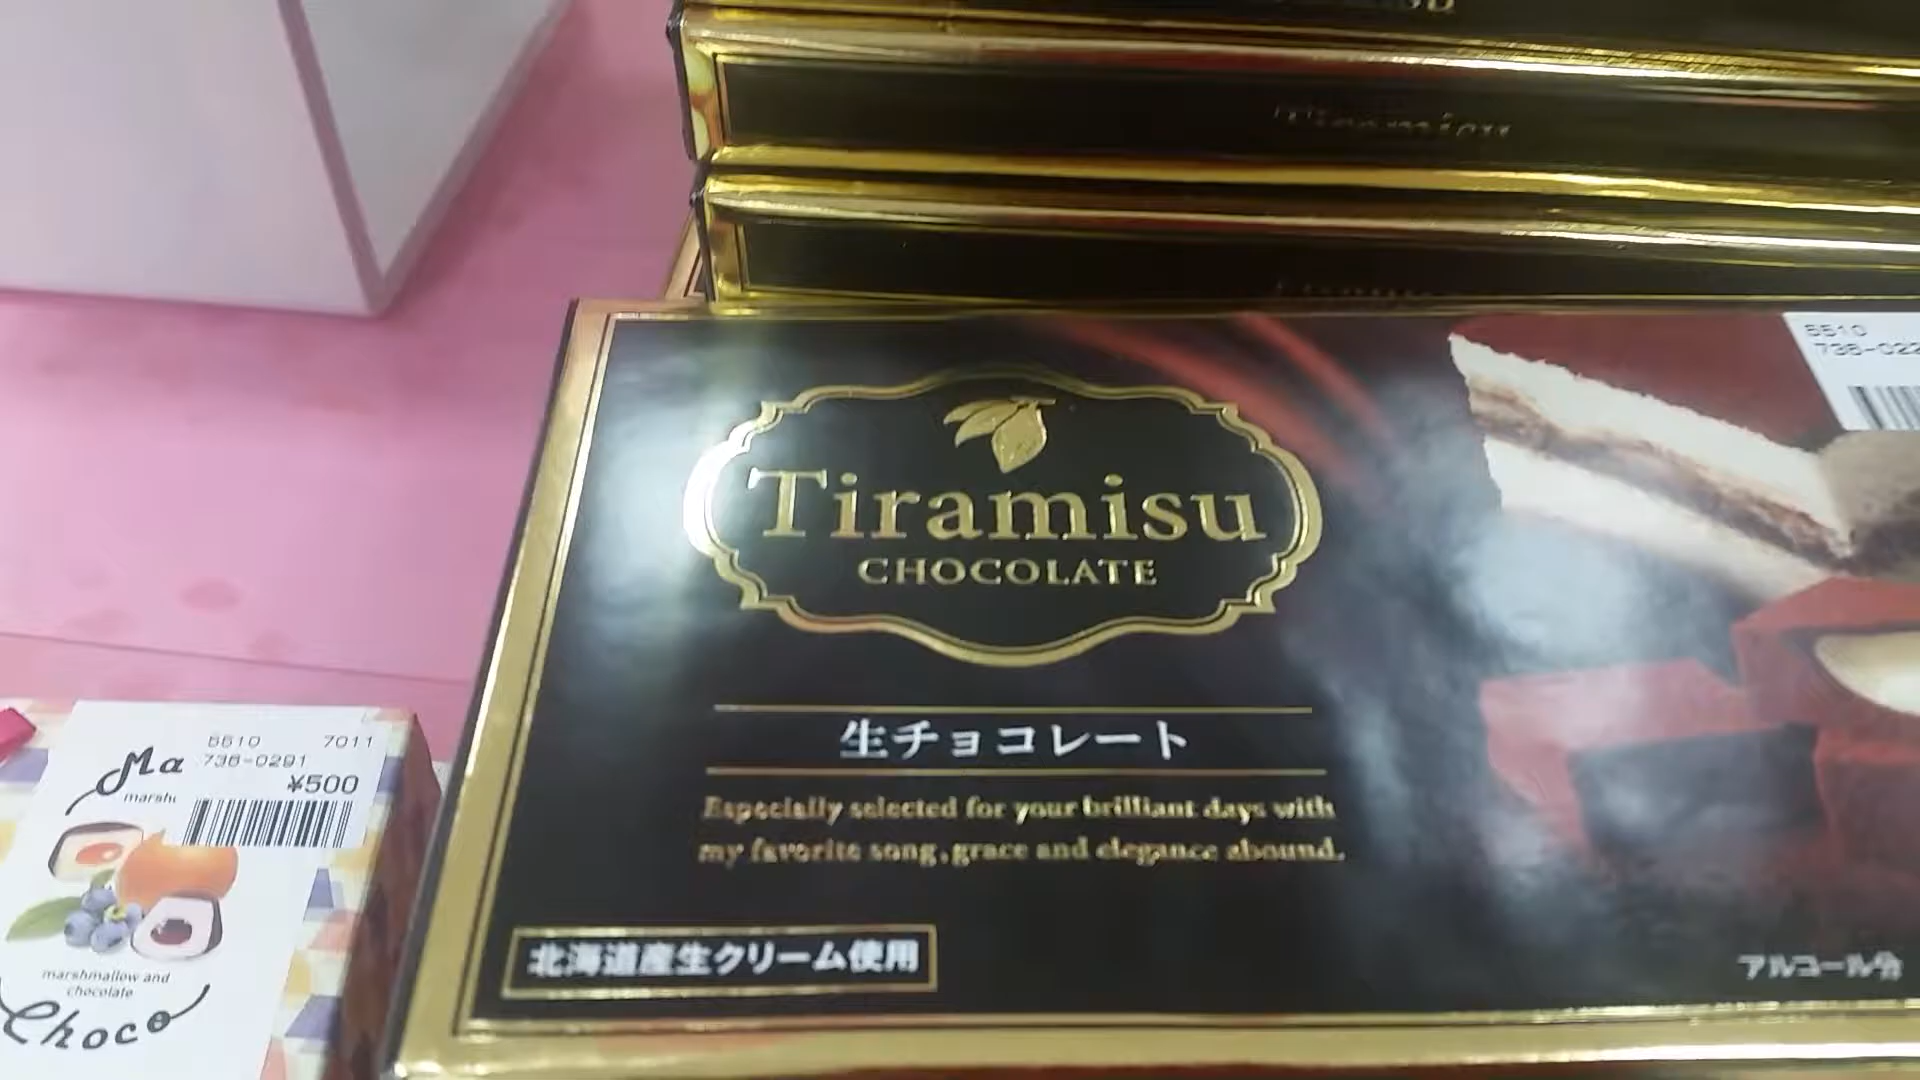 Tiramisu
5510
Tiramisu
CHOCOLATE
生チョコレート
Especially selected for your brilliant days with
my favorite song, grace and elegance abound.
北海道産生クリーム使用
アルコール分
Ma
5510 7011
736-0291
¥500
marshmallow and
chocolate
Choco